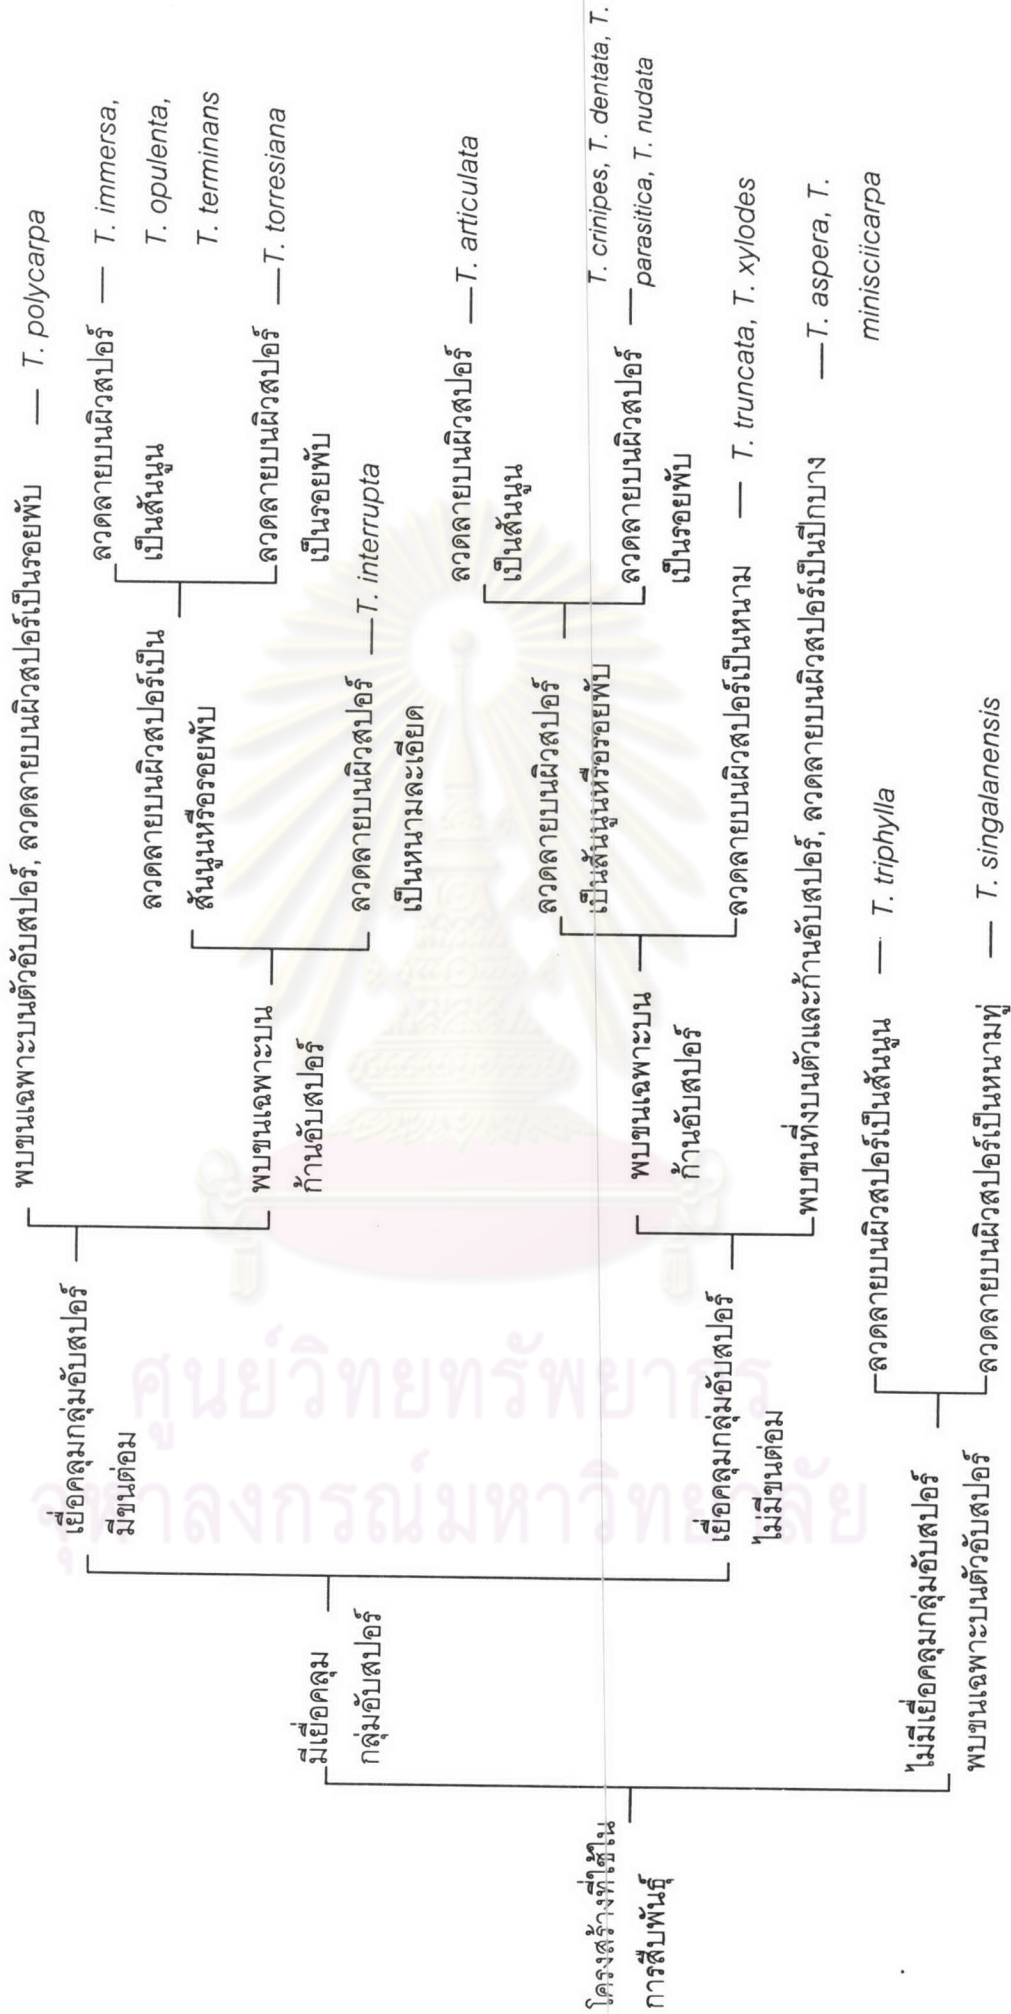 โครงสร้างที่ใช้ใน
การสืบพันธุ์
มีเยื่อคลุม
กลุ่มอับสปอร์
เยื่อคลุมกลุ่มอับสปอร์
มีขนต่อม
พบขนเฉพาะบนตัวอับสปอร์, ลวดลายบนผิวสปอร์เป็นรอยพับ — T. polycarpa
พบขนเฉพาะบน
ก้านอับสปอร์
ลวดลายบนผิวสปอร์เป็น
สันนูนหรือรอยพับ
ลวดลายบนผิวสปอร์ — T. immersa,
เป็นสันนูน T. opulenta,
T. terminans
ลวดลายบนผิวสปอร์ — T. torresiana
เป็นรอยพับ
ลวดลายบนผิวสปอร์ — T. interrupta
เป็นหนามละเอียด
เยื่อคลุมกลุ่มอับสปอร์
ไม่มีขนต่อม
พบขนเฉพาะบน
ก้านอับสปอร์
ลวดลายบนผิวสปอร์
เป็นสันนูนหรือรอยพับ
ลวดลายบนผิวสปอร์ — T. articulata
เป็นสันนูน
T. crinipes, T. dentata, T.
ลวดลายบนผิวสปอร์ — parasitica, T. nudata
เป็นรอยพับ
ลวดลายบนผิวสปอร์เป็นหนาม — T. truncata, T. xylodes
พบขนทั้งบนตัวและก้านอับสปอร์, ลวดลายบนผิวสปอร์เป็นปีกบาง — T. aspera, T.
minisciicarpa
ไม่มีเยื่อคลุมกลุ่มอับสปอร์
พบขนเฉพาะบนตัวอับสปอร์
ลวดลายบนผิวสปอร์เป็นสันนูน — T. triphylla
ลวดลายบนผิวสปอร์เป็นหนามทู่ — T. singalanensis
ศูนย์วิทยทรัพยากร
จุฬาลงกรณ์มหาวิทยาลัย